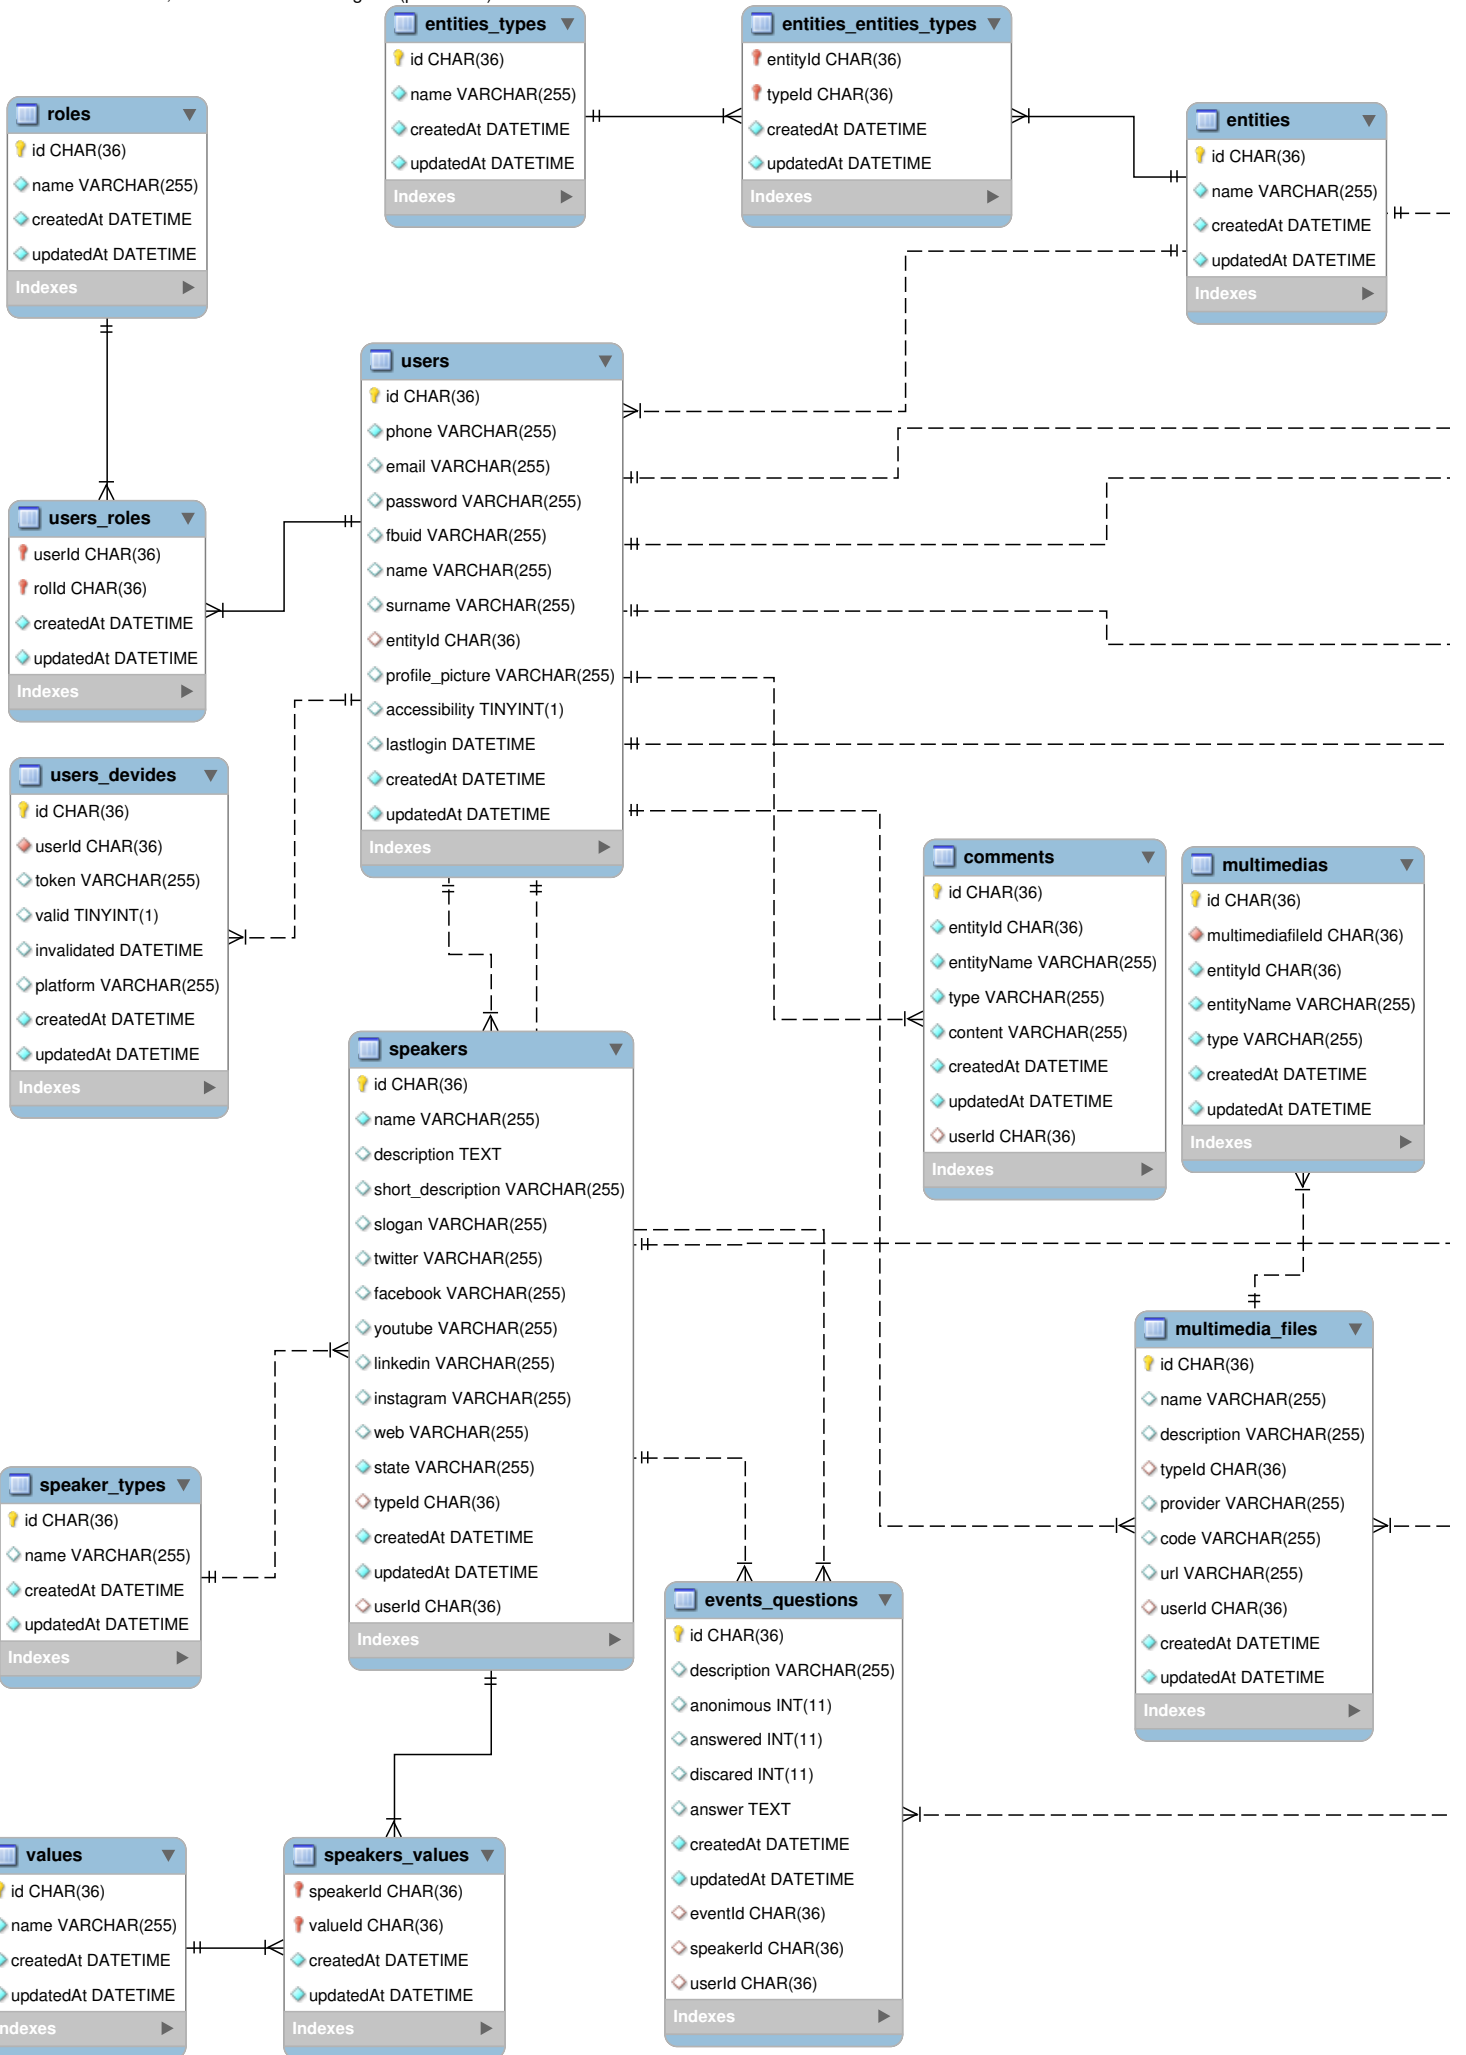 entities_types
id CHAR(36)
name VARCHAR(255)
createdAt DATETIME
updatedAt DATETIME
Indexes
entities_entities_types
entityId CHAR(36)
typeId CHAR(36)
createdAt DATETIME
updatedAt DATETIME
Indexes
roles
id CHAR(36)
name VARCHAR(255)
createdAt DATETIME
updatedAt DATETIME
Indexes
entities
id CHAR(36)
name VARCHAR(255)
createdAt DATETIME
updatedAt DATETIME
Indexes
users
id CHAR(36)
phone VARCHAR(255)
email VARCHAR(255)
password VARCHAR(255)
fbuid VARCHAR(255)
name VARCHAR(255)
surname VARCHAR(255)
entityId CHAR(36)
profile_picture VARCHAR(255)
accessibility TINYINT(1)
lastlogin DATETIME
createdAt DATETIME
updatedAt DATETIME
Indexes
users_roles
userId CHAR(36)
rolId CHAR(36)
createdAt DATETIME
updatedAt DATETIME
Indexes
users_devides
id CHAR(36)
userId CHAR(36)
token VARCHAR(255)
valid TINYINT(1)
invalidated DATETIME
platform VARCHAR(255)
createdAt DATETIME
updatedAt DATETIME
Indexes
comments
id CHAR(36)
entityId CHAR(36)
entityName VARCHAR(255)
type VARCHAR(255)
content VARCHAR(255)
createdAt DATETIME
updatedAt DATETIME
userId CHAR(36)
Indexes
multimedias
id CHAR(36)
multimediafileId CHAR(36)
entityId CHAR(36)
entityName VARCHAR(255)
type VARCHAR(255)
createdAt DATETIME
updatedAt DATETIME
Indexes
speakers
id CHAR(36)
name VARCHAR(255)
description TEXT
short_description VARCHAR(255)
slogan VARCHAR(255)
twitter VARCHAR(255)
facebook VARCHAR(255)
youtube VARCHAR(255)
linkedin VARCHAR(255)
instagram VARCHAR(255)
web VARCHAR(255)
state VARCHAR(255)
typeId CHAR(36)
createdAt DATETIME
updatedAt DATETIME
userId CHAR(36)
Indexes
multimedia_files
id CHAR(36)
name VARCHAR(255)
description VARCHAR(255)
typeId CHAR(36)
provider VARCHAR(255)
code VARCHAR(255)
url VARCHAR(255)
userId CHAR(36)
createdAt DATETIME
updatedAt DATETIME
Indexes
speaker_types
id CHAR(36)
name VARCHAR(255)
createdAt DATETIME
updatedAt DATETIME
Indexes
events_questions
id CHAR(36)
description VARCHAR(255)
anonimous INT(11)
answered INT(11)
discared INT(11)
answer TEXT
createdAt DATETIME
updatedAt DATETIME
eventId CHAR(36)
speakerId CHAR(36)
userId CHAR(36)
Indexes
values
id CHAR(36)
name VARCHAR(255)
createdAt DATETIME
updatedAt DATETIME
Indexes
speakers_values
speakerId CHAR(36)
valueId CHAR(36)
createdAt DATETIME
updatedAt DATETIME
Indexes